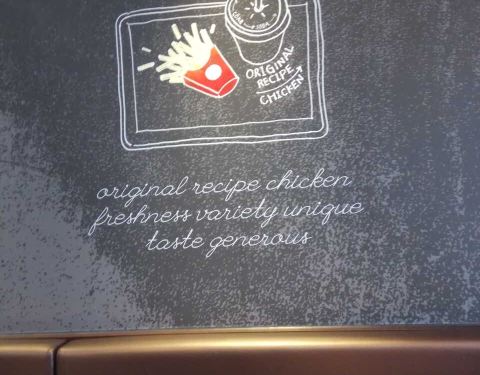 ORIGINAL
RECIPE
CHICKEN
original recipe chicken
freshness variety unique
taste generous